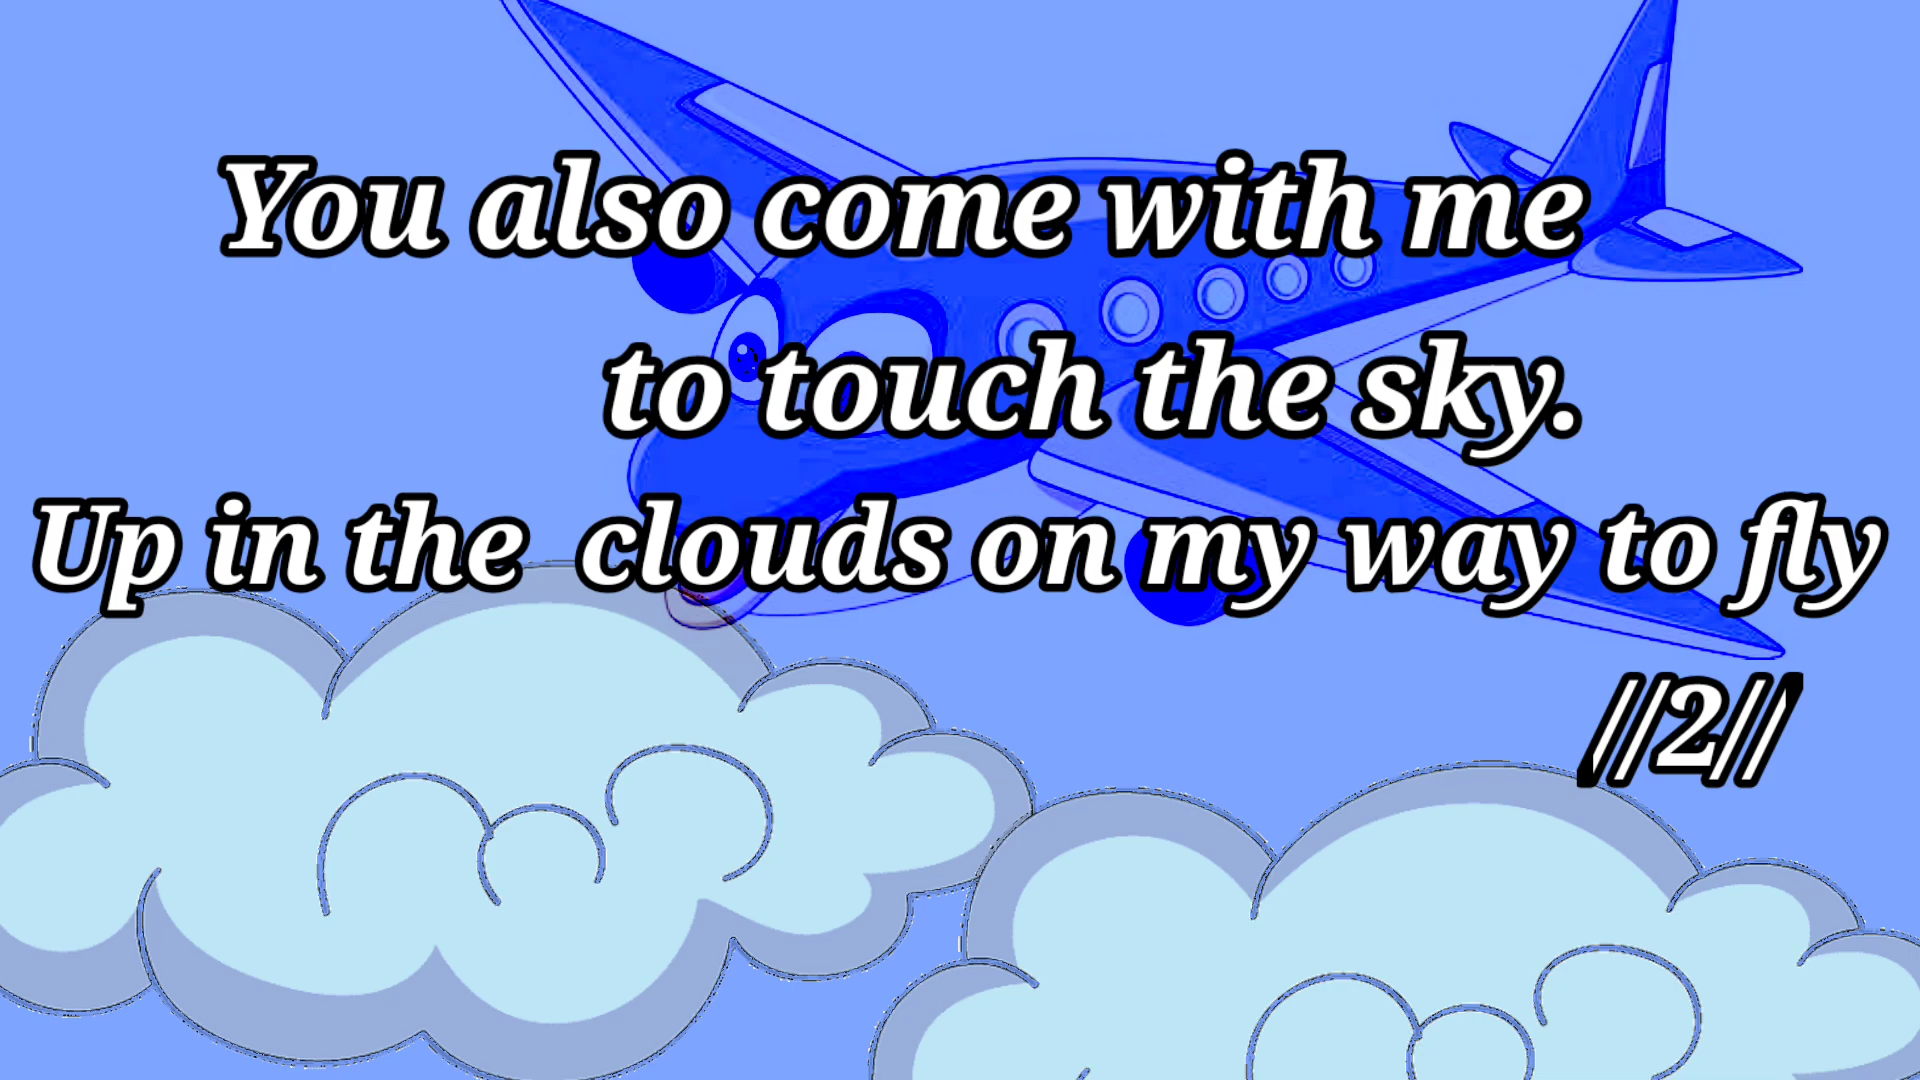 You also come with me
to touch the sky.
Up in the clouds on my way to fly
//2//